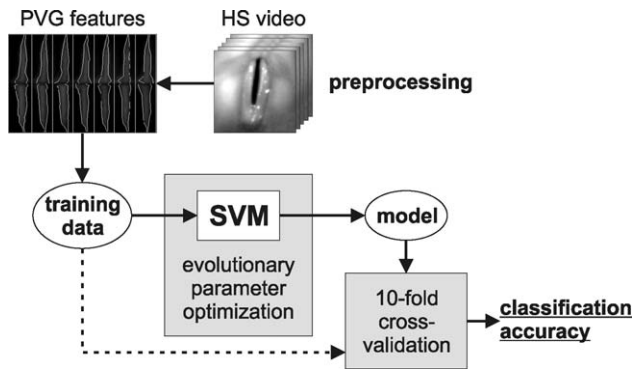 PVG features
HS video
preprocessing
training
data
SVM
model
evolutionary
parameter
optimization
10-fold
cross-
validation
classification
accuracy